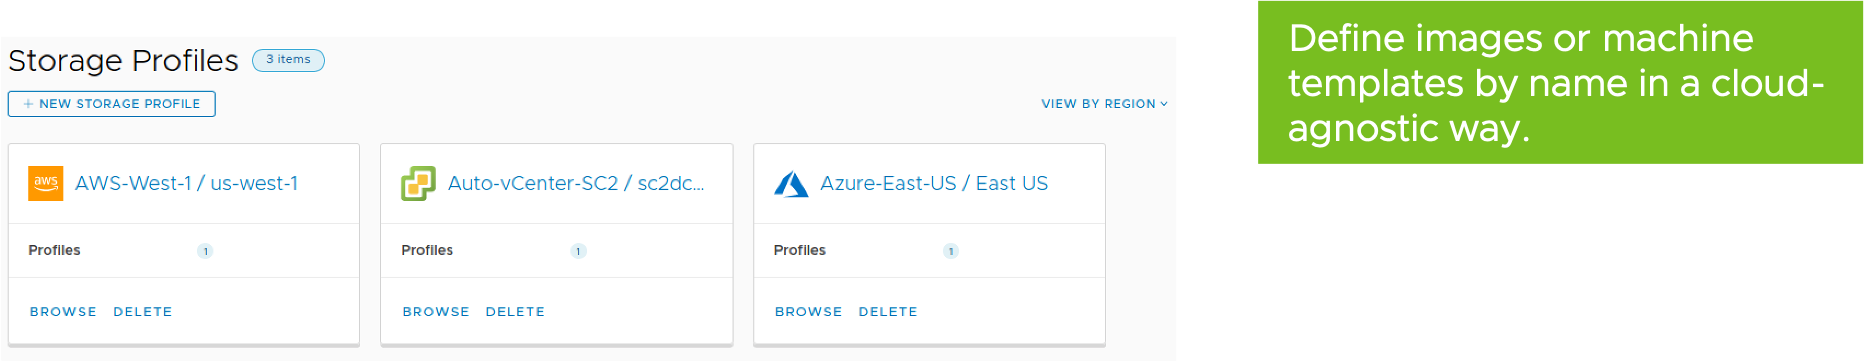 Storage Profiles 3 items
+ NEW STORAGE PROFILE
VIEW BY REGION
aws AWS-West-1 / us-west-1
Profiles 1
BROWSE DELETE
Auto-vCenter-SC2 / sc2dc...
Profiles 1
BROWSE DELETE
Azure-East-US / East US
Profiles 1
BROWSE DELETE
Define images or machine
templates by name in a cloud-
agnostic way.